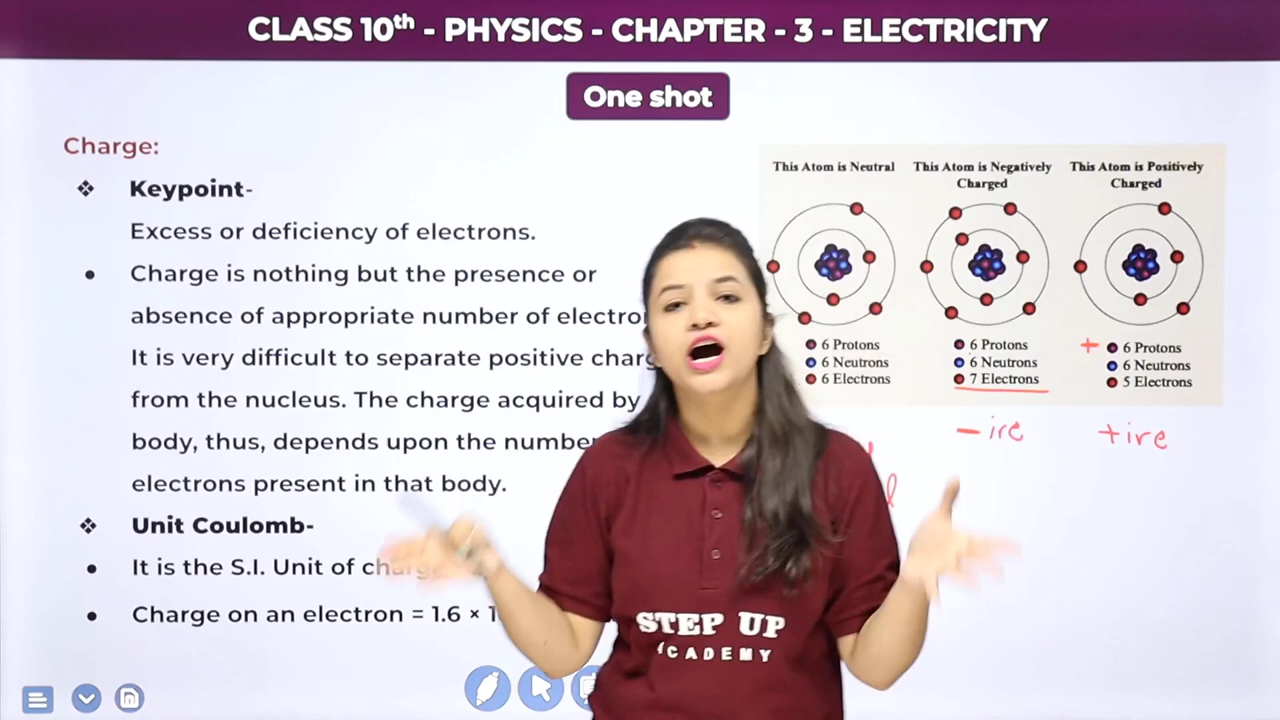 CLASS 10th - PHYSICS - CHAPTER - 3 - ELECTRICITY
One shot
Charge:
❖ Keypoint-
Excess or deficiency of electrons.
• Charge is nothing but the presence or
absence of appropriate number of
It is very difficult to separate positive
from the nucleus. The charge acquired by
body, thus, depends upon the number
electrons present in that body.
❖ Unit Coulomb-
• It is the S.I. Unit of
• Charge on an electron = 1.6 ×
This Atom is Neutral
6 Protons
6 Neutrons
6 Electrons
This Atom is Negatively
Charged
6 Protons
6 Neutrons
7 Electrons
-ive
This Atom is Positively
Charged
+ 6 Protons
6 Neutrons
5 Electrons
+ive
STEP UP
ACADEMY